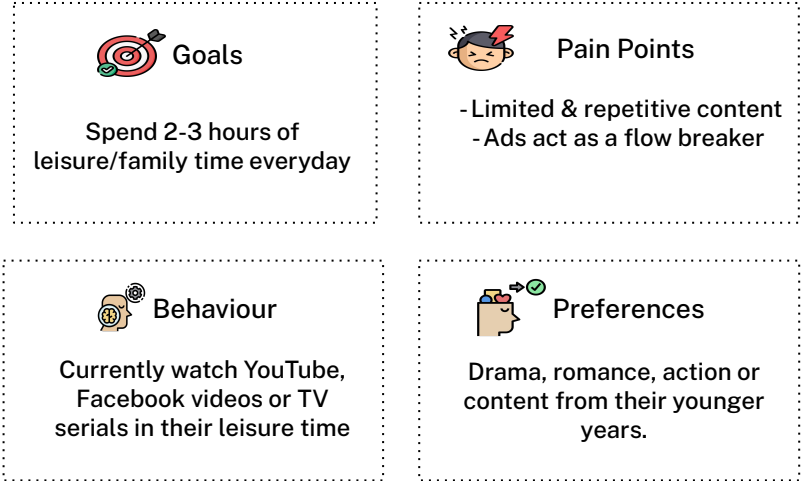 Goals
Spend 2-3 hours of
leisure/family time everyday
Pain Points
- Limited & repetitive content
- Ads act as a flow breaker
Behaviour
Currently watch YouTube,
Facebook videos or TV
serials in their leisure time
Preferences
Drama, romance, action or
content from their younger
years.